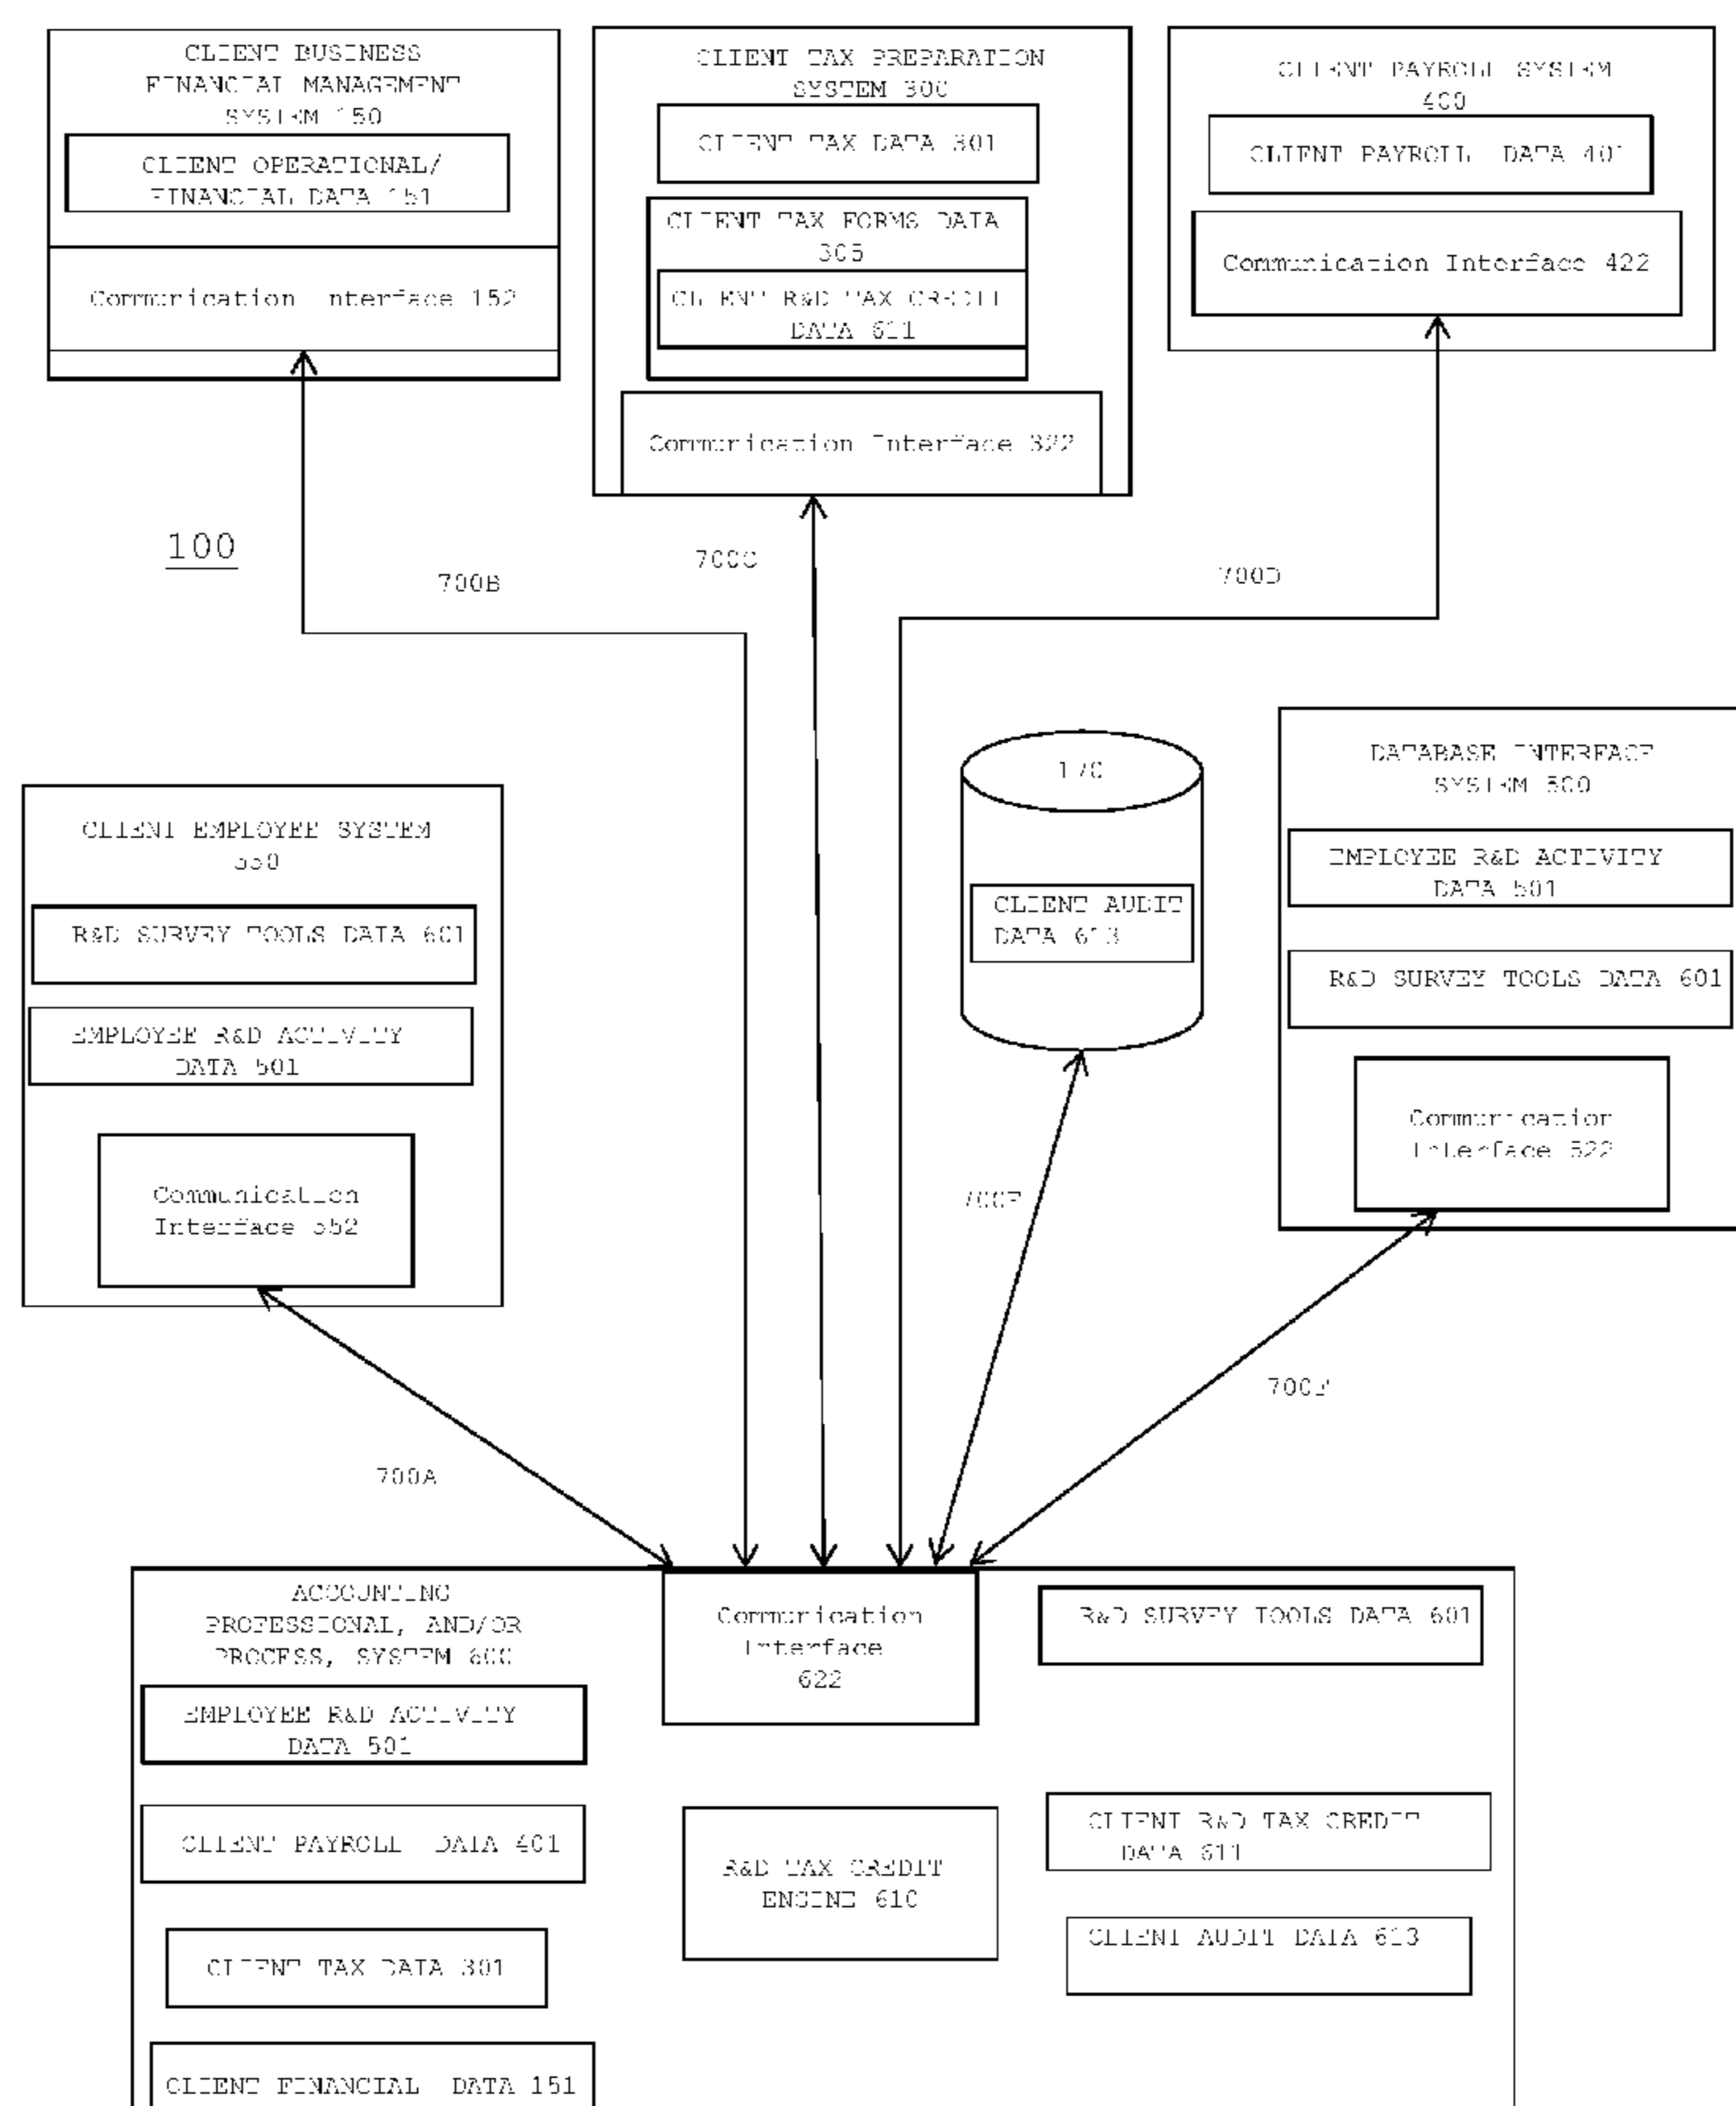 CLIENT BUSINESS
FINANCIAL MANAGEMENT
SYSTEM 150
CLIENT OPERATIONAL/
FINANCIAL DATA 151
Communication Interface 152
CLIENT TAX PREPARATION
SYSTEM 300
CLIENT TAX DATA 301
CLIENT TAX FORMS DATA
305
CLIENT R&D TAX CREDIT
DATA 611
Communication Interface 322
CLIENT PAYROLL SYSTEM
400
CLIENT PAYROLL DATA 401
Communication Interface 422
100
700B
700C
700D
CLIENT EMPLOYEE SYSTEM
550
R&D SURVEY TOOLS DATA 601
EMPLOYEE R&D ACTIVITY
DATA 501
Communication
Interface 552
170
CLIENT AUDIT
DATA 613
DATABASE INTERFACE
SYSTEM 500
EMPLOYEE R&D ACTIVITY
DATA 501
R&D SURVEY TOOLS DATA 601
Communication
Interface 522
700E
700F
700A
ACCOUNTING
PROFESSIONAL, AND/OR
PROCESS, SYSTEM 600
EMPLOYEE R&D ACTIVITY
DATA 501
CLIENT PAYROLL DATA 401
CLIENT TAX DATA 301
CLIENT FINANCIAL DATA 151
Communication
Interface
622
R&D TAX CREDIT
ENGINE 610
R&D SURVEY TOOLS DATA 601
CLIENT R&D TAX CREDIT
DATA 611
CLIENT AUDIT DATA 613